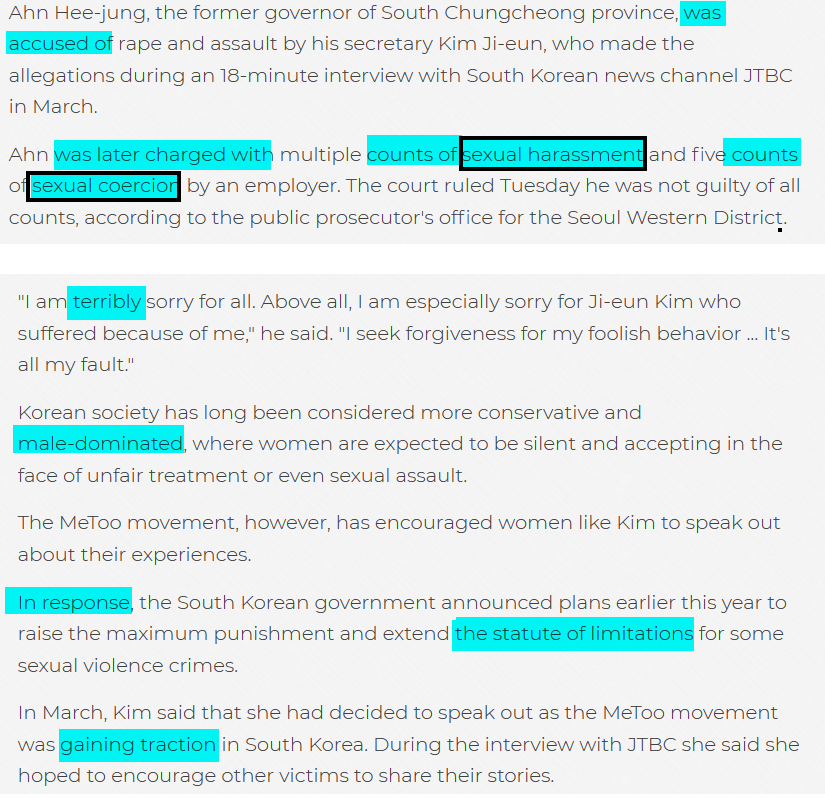 Ahn Hee-jung, the former governor of South Chungcheong province, was
accused of rape and assault by his secretary Kim Ji-eun, who made the
allegations during an 18-minute interview with South Korean news channel JTBC
in March.
Ahn was later charged with multiple counts of sexual harassment and five counts
of sexual coercion by an employer. The court ruled Tuesday he was not guilty of all
counts, according to the public prosecutor's office for the Seoul Western District.
"I am terribly sorry for all. Above all, I am especially sorry for Ji-eun Kim who
suffered because of me," he said. "I seek forgiveness for my foolish behavior ... It's
all my fault."
Korean society has long been considered more conservative and
male-dominated, where women are expected to be silent and accepting in the
face of unfair treatment or even sexual assault.
The MeToo movement, however, has encouraged women like Kim to speak out
about their experiences.
In response, the South Korean government announced plans earlier this year to
raise the maximum punishment and extend the statute of limitations for some
sexual violence crimes.
In March, Kim said that she had decided to speak out as the MeToo movement
was gaining traction in South Korea. During the interview with JTBC she said she
hoped to encourage other victims to share their stories.